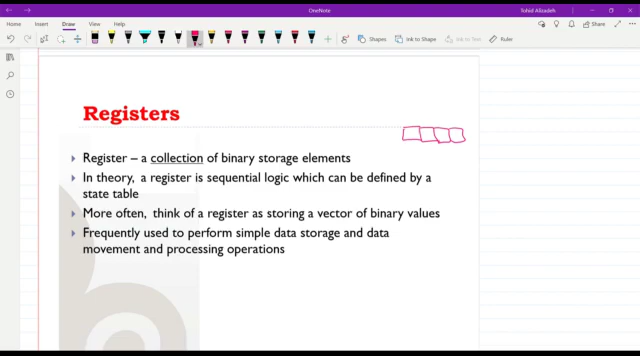 OneNote
Tohid Alizadeh
Home
Insert
Draw
View
Help
Share
Shapes
Ink to Shape
Ink to Text
Ruler
Registers
Register – a collection of binary storage elements
In theory, a register is sequential logic which can be defined by a
state table
More often, think of a register as storing a vector of binary values
Frequently used to perform simple data storage and data
movement and processing operations